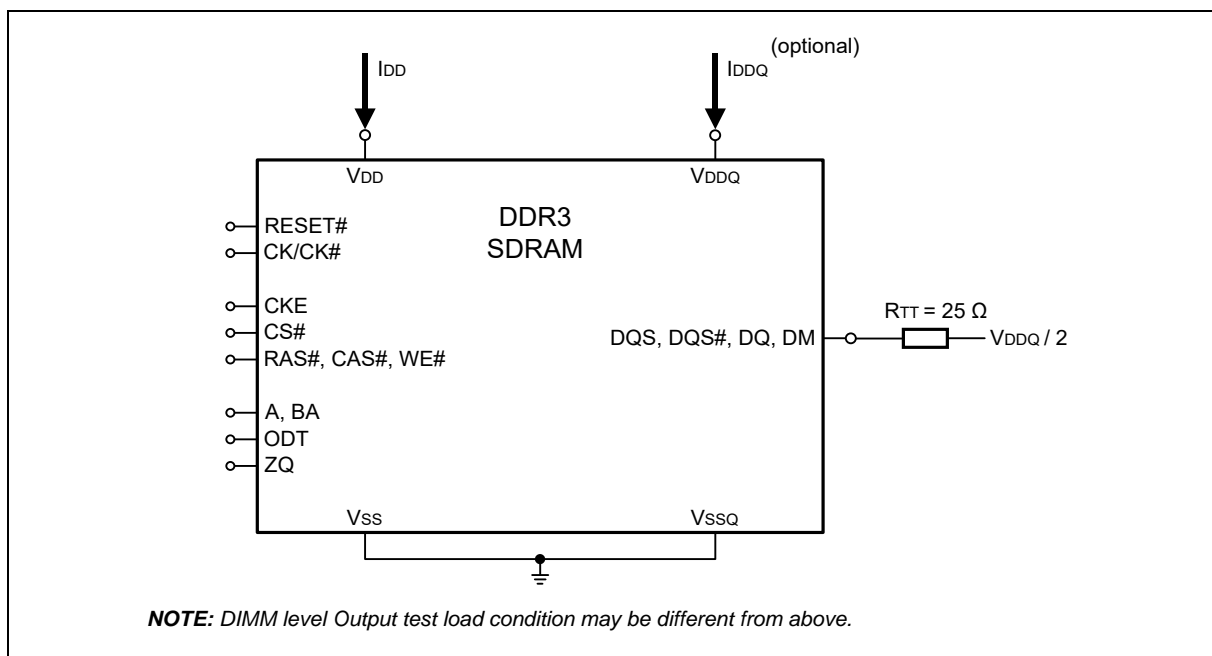 (optional)
IDD
IDDQ
VDD
VDDQ
DDR3
SDRAM
RESET#
CK/CK#
CKE
CS#
RAS#, CAS#, WE#
A, BA
ODT
ZQ
DQS, DQS#, DQ, DM
RTT = 25 Ω
VDDQ / 2
VSS
VSSQ
NOTE: DIMM level Output test load condition may be different from above.